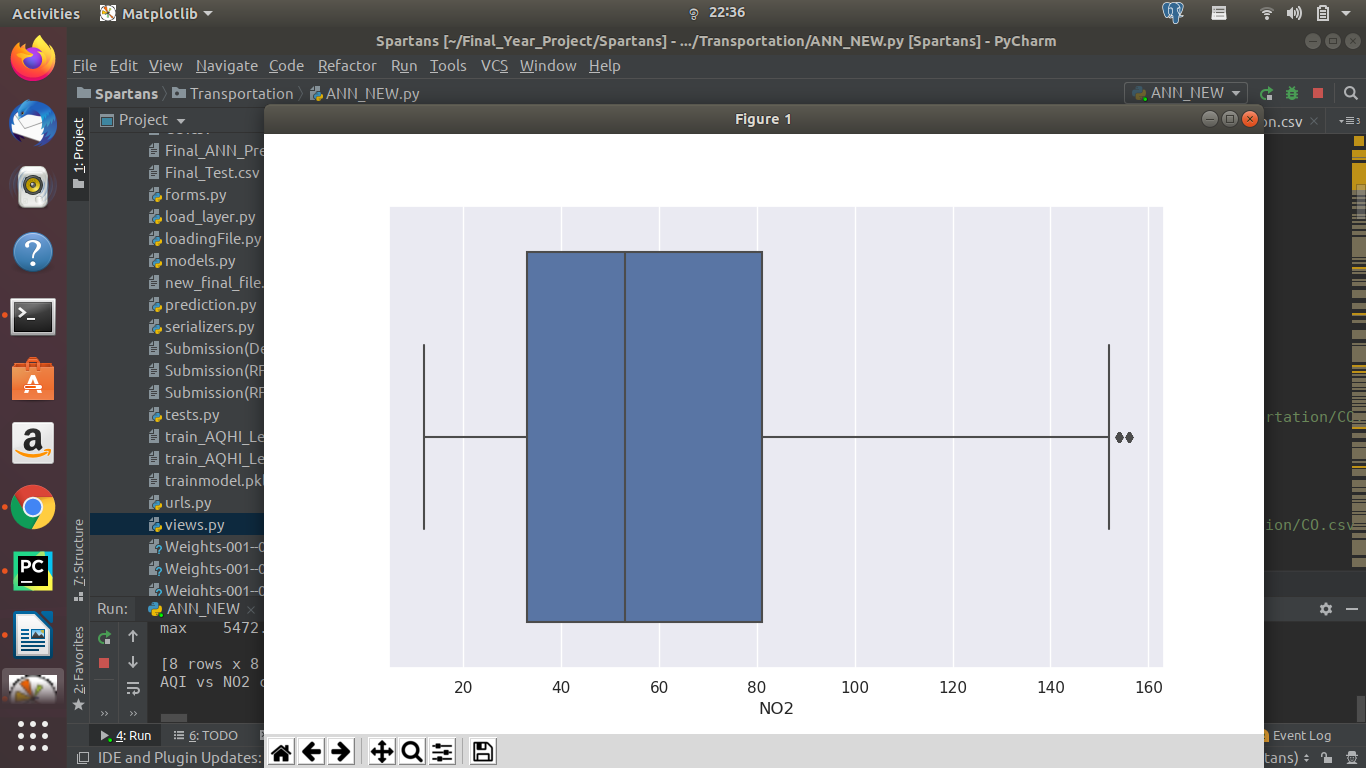 Activities Matplotlib 22:36
Spartans [~/Final_Year_Project/Spartans] - .../Transportation/ANN_NEW.py [Spartans] - PyCharm
File Edit View Navigate Code Refactor Run Tools VCS Window Help
Spartans Transportation ANN_NEW.py ANN_NEW
Project
Figure 1
on.csv
1: Project
Final_ANN_Pre
Final_Test.csv
forms.py
load_layer.py
loadingFile.py
models.py
new_final_file.
prediction.py
serializers.py
Submission(De
Submission(RF
Submission(RF
tests.py
train_AQHI_Le
train_AQHI_Le
trainmodel.pkl
urls.py
views.py
Weights-001--0
Weights-001--0
Weights-001--0
rtation/CO
ion/CO.csv
7: Structure
2: Favorites
Run: ANN_NEW
max 5472.
[8 rows x 8
AQI vs NO2
20 40 60 80 100 120 140 160
NO2
4: Run 6: TODO Event Log
IDE and Plugin Updates: tans)